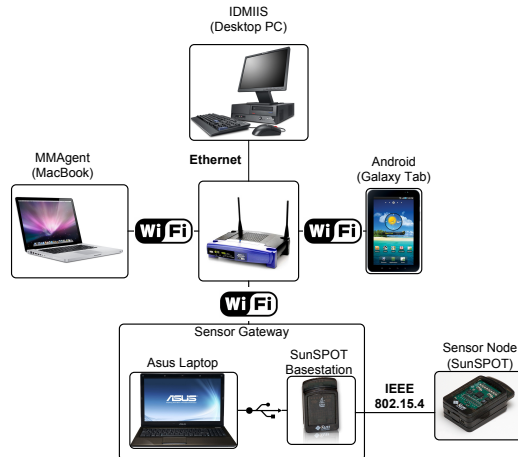 IDMIIS
(Desktop PC)
Ethernet
MMAgent
(MacBook)
Android
(Galaxy Tab)
Wi Fi
Wi Fi
Wi Fi
Sensor Gateway
Asus Laptop
SunSPOT
Basestation
Sensor Node
(SunSPOT)
IEEE
802.15.4
ASUS
Sun